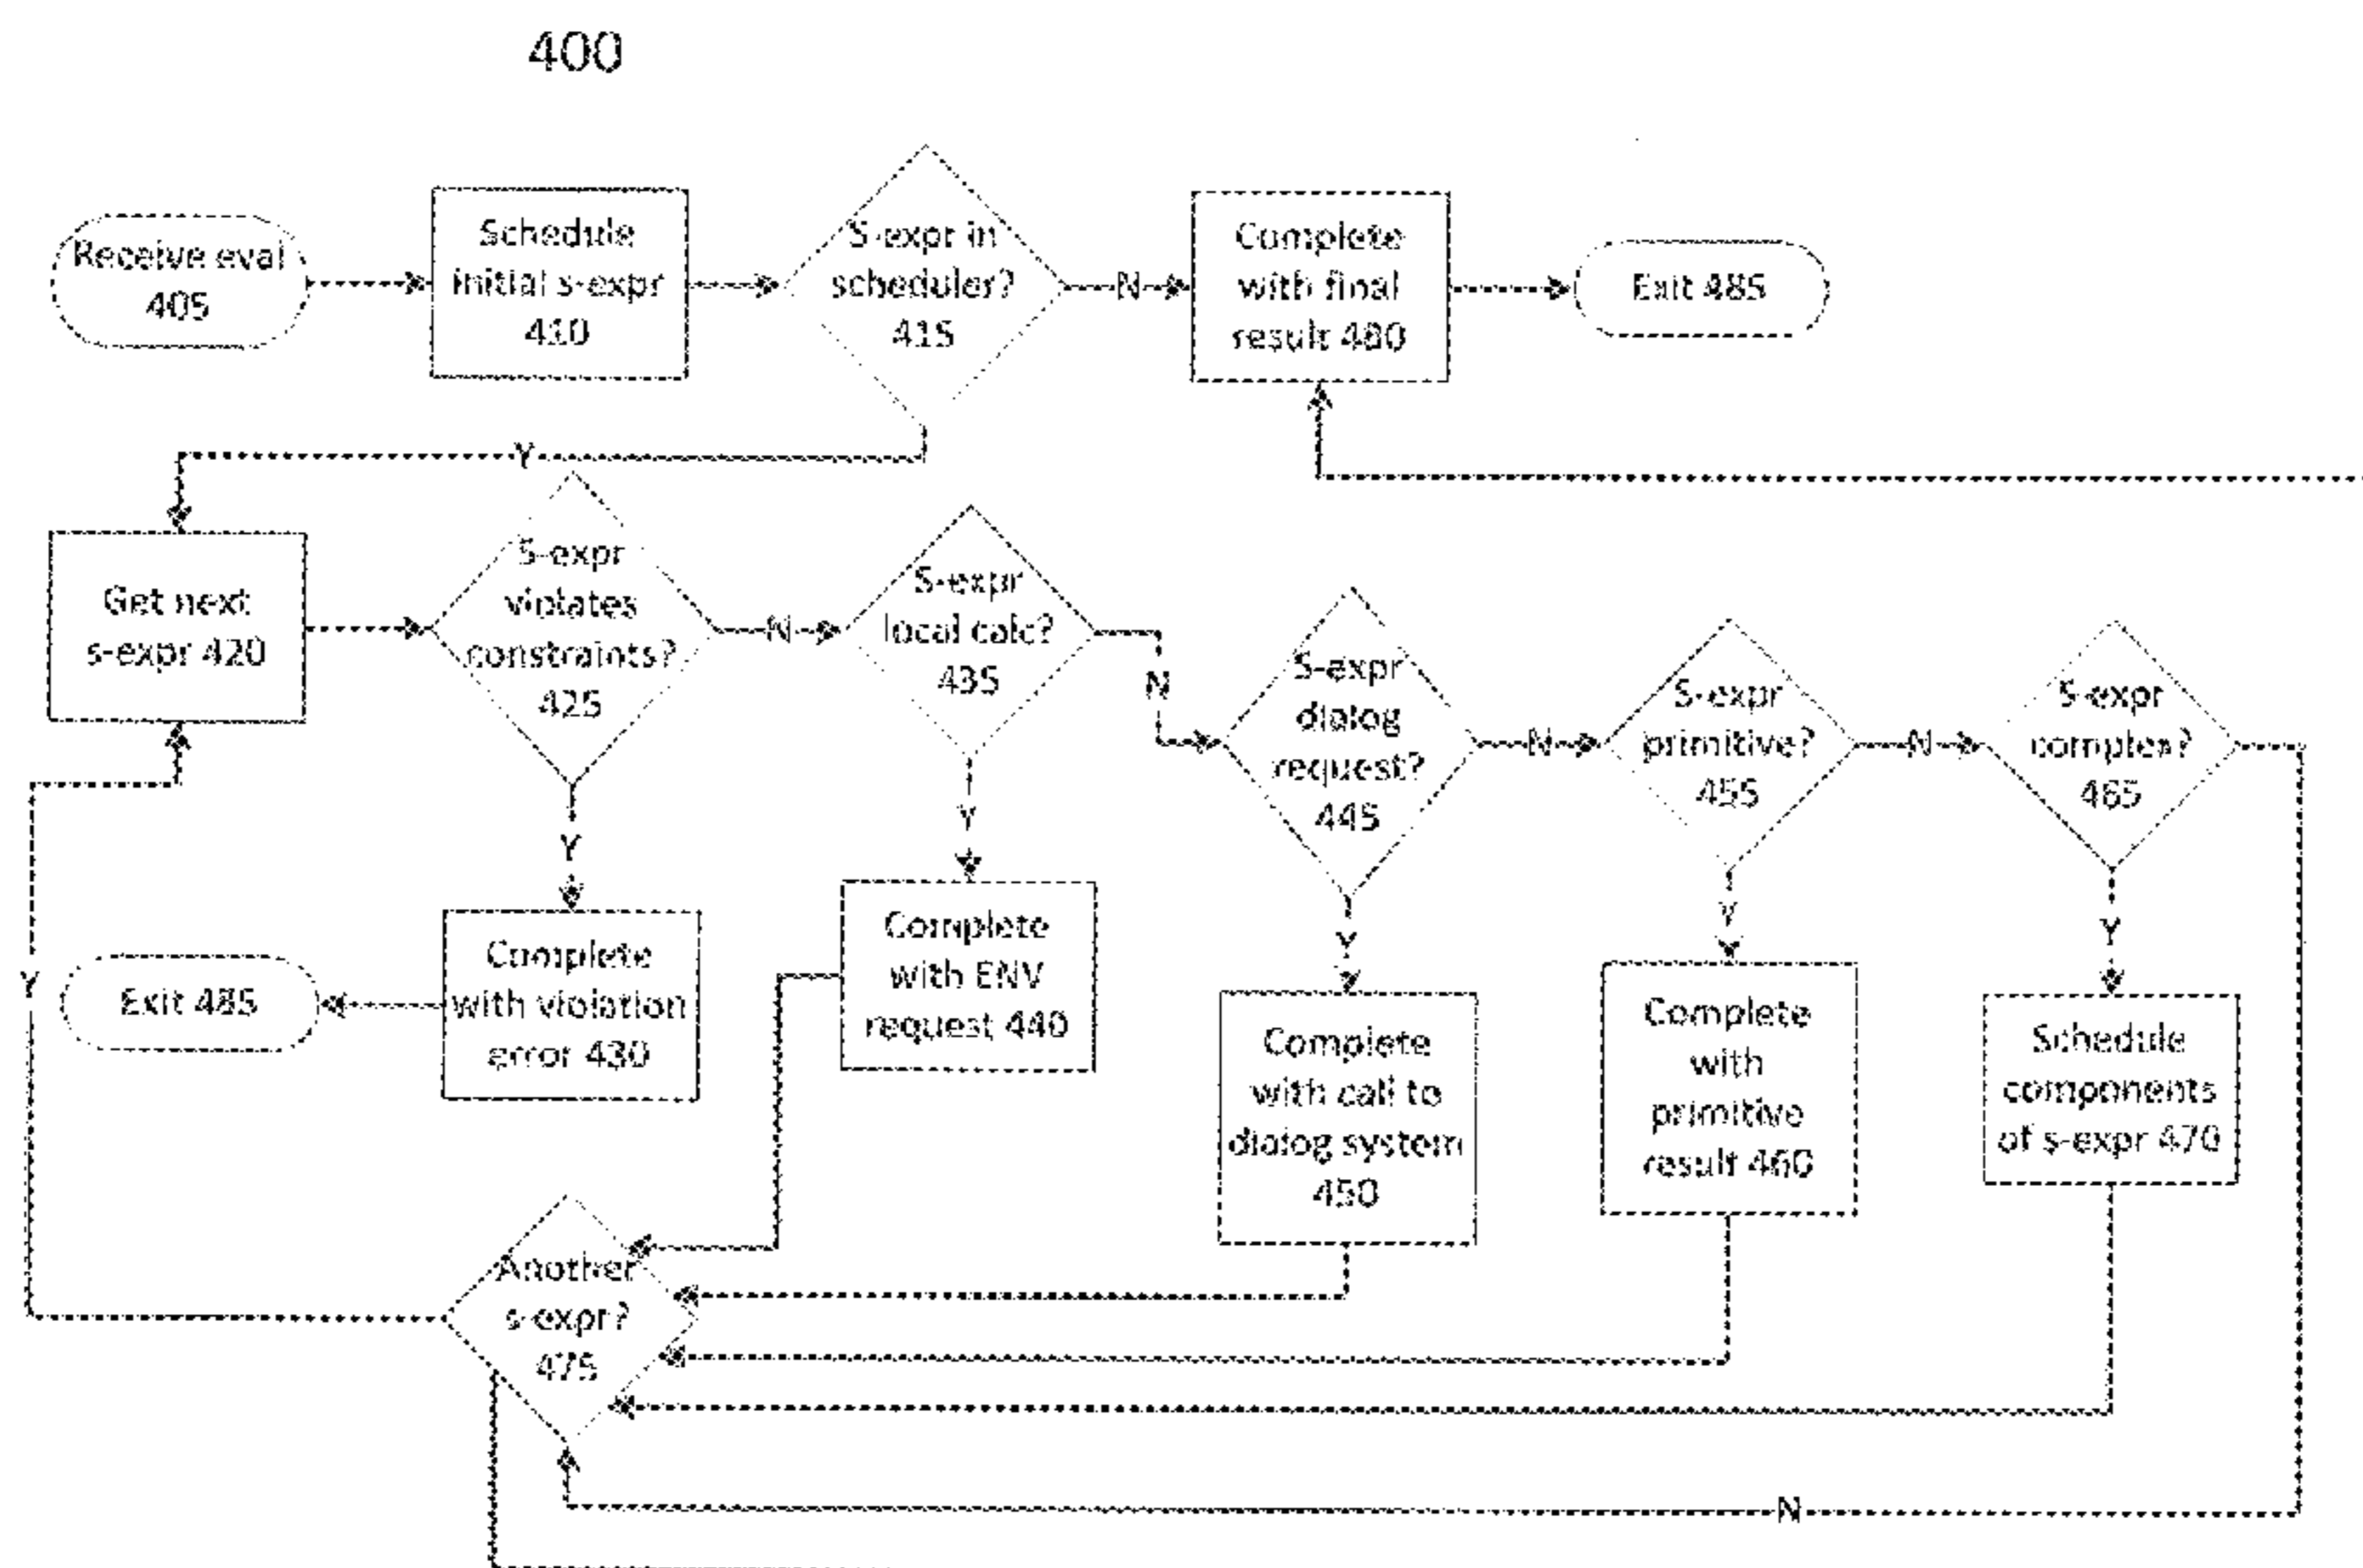 400
Receive eval
405
Schedule
initial s-expr
410
S-expr in
scheduler?
415
N
Complete
with final
result 480
Exit 485
Y
Get next
s-expr 420
S-expr
violates
constraints?
425
N
S-expr
local calc?
435
N
S-expr
dialog
request?
445
N
S-expr
primitive?
455
N
S-expr
complex?
465
Y
Y
Y
Y
Y
Y
Exit 485
Complete
with violation
error 430
Complete
with ENV
request 440
Complete
with call to
dialog system
450
Complete
with
primitive
result 460
Schedule
components
of s-expr 470
Another
s-expr?
475
N